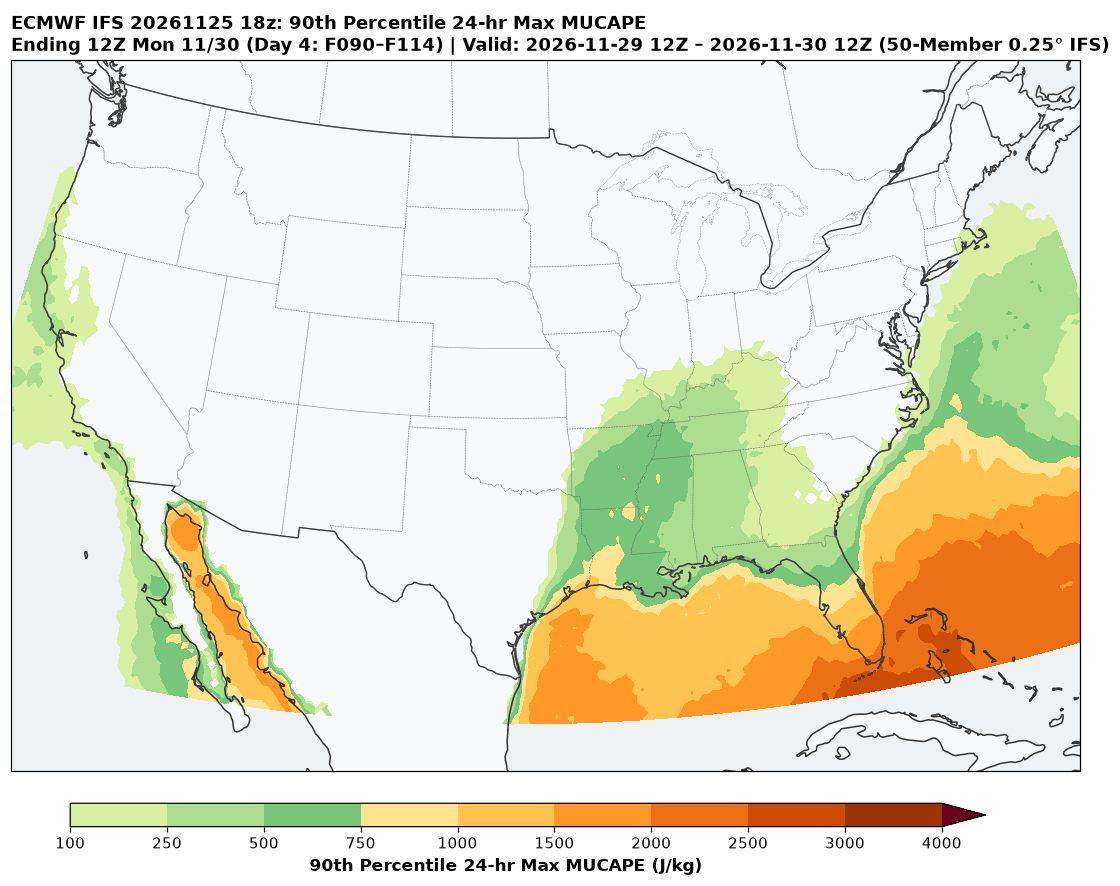 ECMWF IFS 20261125 18z: 90th Percentile 24-hr Max MUCAPE
Ending 12Z Mon 11/30 (Day 4: F090–F114) | Valid: 2026-11-29 12Z – 2026-11-30 12Z (50-Member 0.25° IFS)
100 250 500 750 1000 1500 2000 2500 3000 4000
90th Percentile 24-hr Max MUCAPE (J/kg)